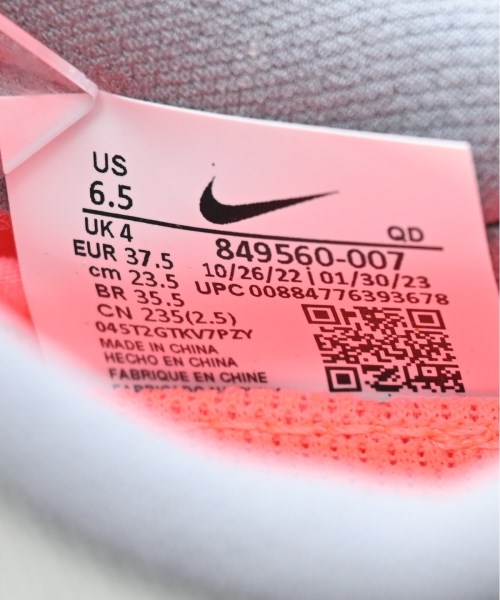 US
6.5
UK 4
QD
EUR 37.5
849560-007
cm 23.5
10/26/22 | 01/30/23
BR 35.5
UPC 00884776393678
CN 235(2.5)
045T2GTKV7PZY
MADE IN CHINA
HECHO EN CHINA
FABRIQUE EN CHINE